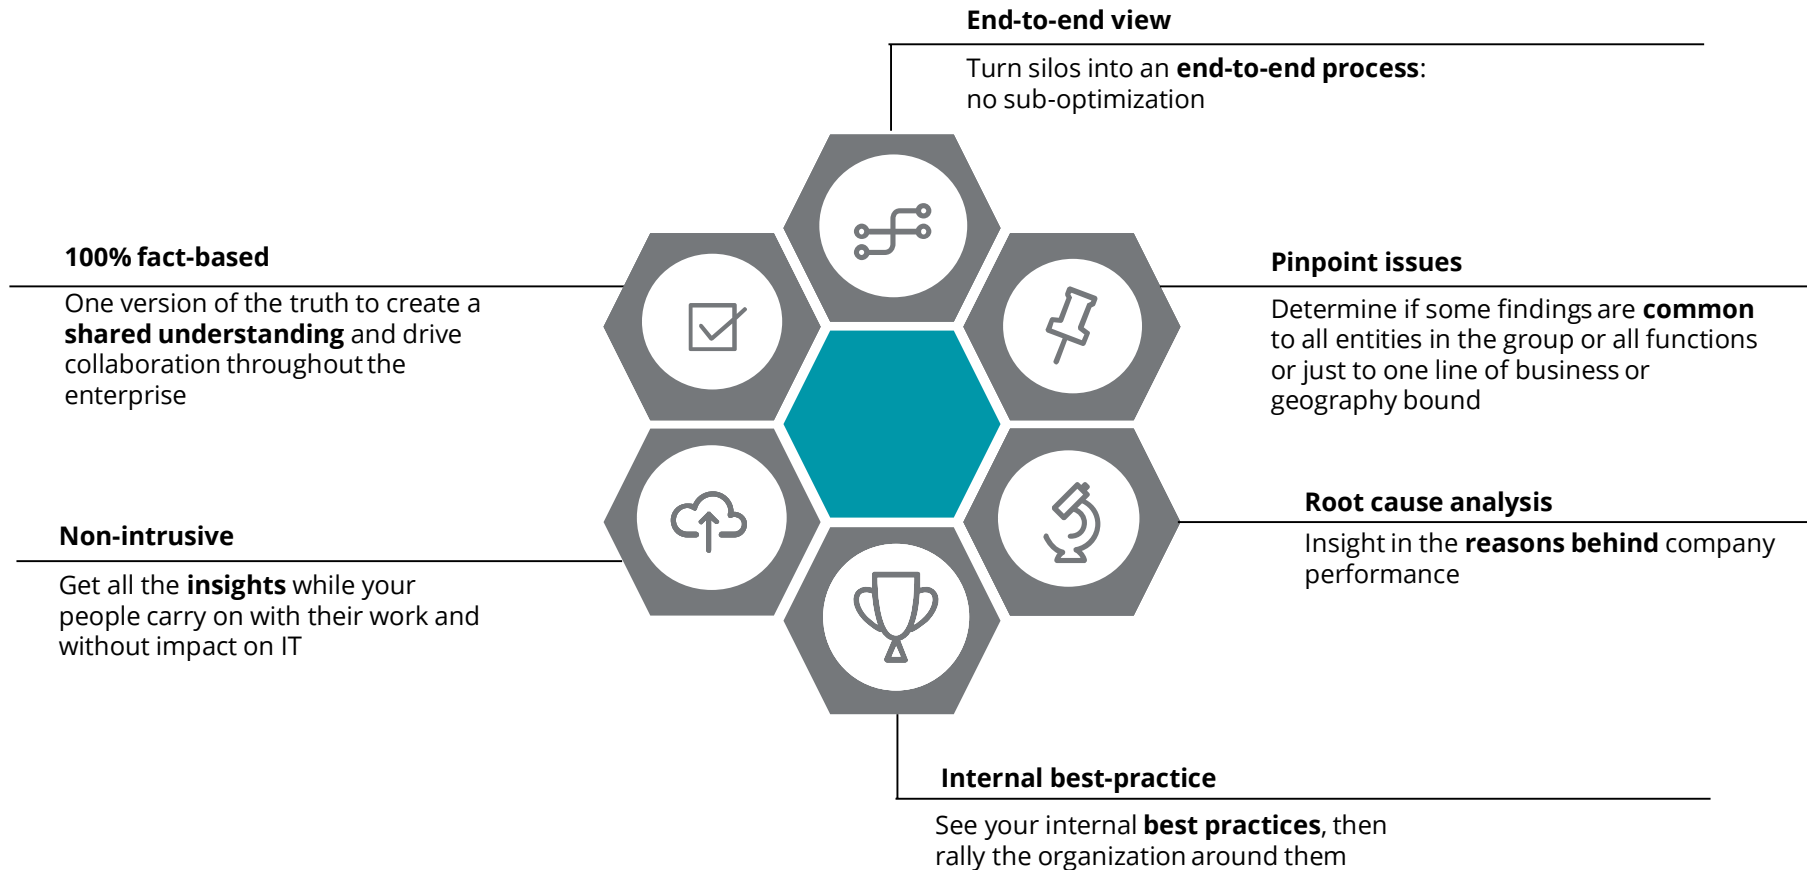 End-to-end view
Turn silos into an end-to-end process:
no sub-optimization
100% fact-based
One version of the truth to create a
shared understanding and drive
collaboration throughout the
enterprise
Pinpoint issues
Determine if some findings are common
to all entities in the group or all functions
or just to one line of business or
geography bound
Non-intrusive
Get all the insights while your
people carry on with their work and
without impact on IT
Root cause analysis
Insight in the reasons behind company
performance
Internal best-practice
See your internal best practices, then
rally the organization around them